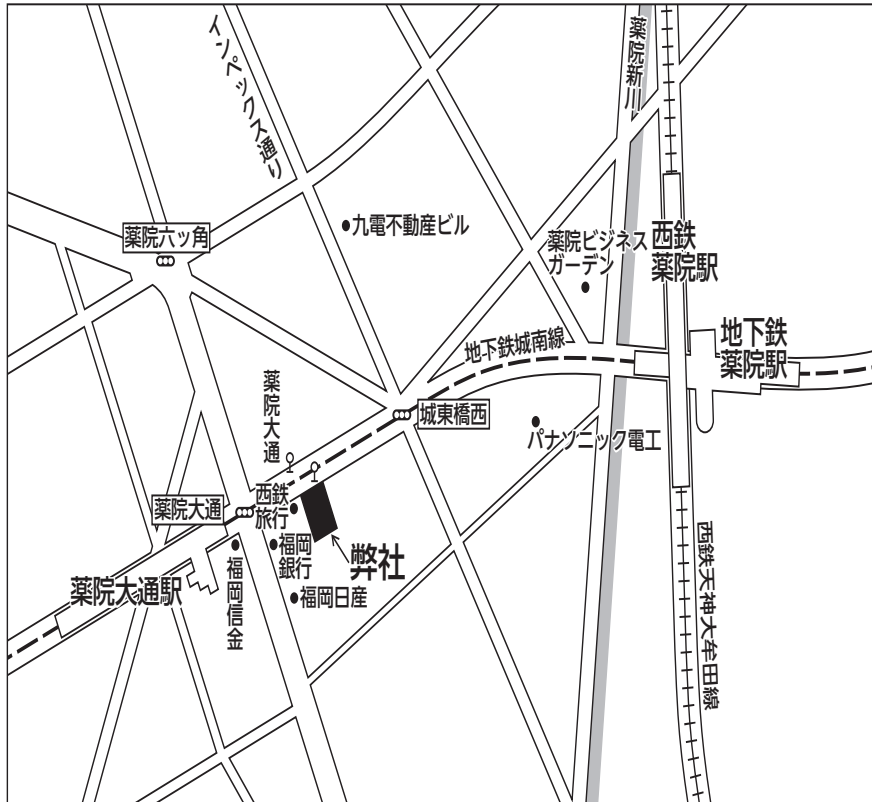 インペックス通り
薬院新川
九電不動産ビル
薬院六ッ角
薬院ビジネス
ガーデン
西鉄
薬院駅
地下鉄
薬院駅
地下鉄城南線
薬院大通
城東橋西
パナソニック電工
薬院大通
西鉄
旅行
福岡
銀行
弊社
福岡信金
福岡日産
薬院大通駅
西鉄天神大牟田線